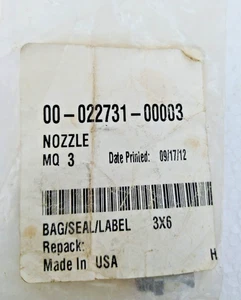 00-022731-00003
NOZZLE
MQ 3 Date Printed: 09/17/12
BAG/SEAL/LABEL 3X6
Repack:
Made In USA H